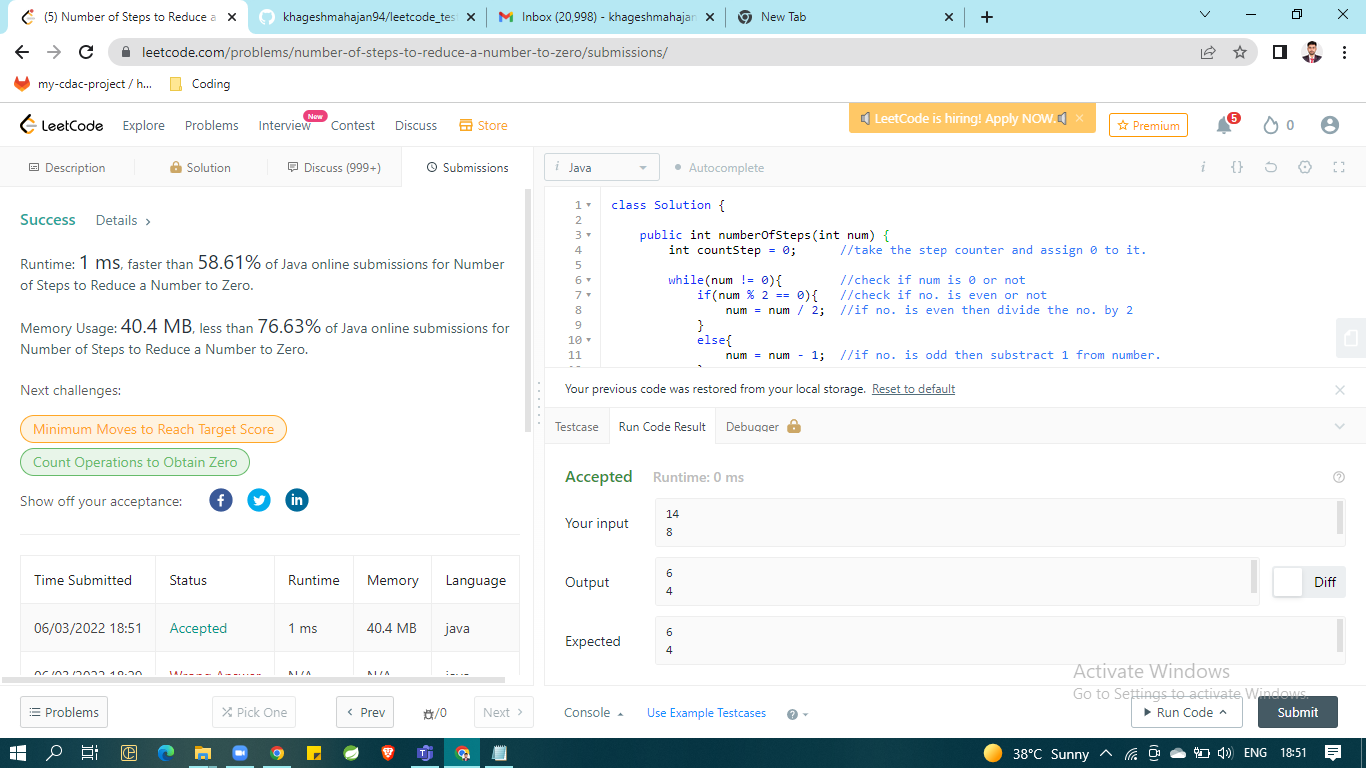 (5) Number of Steps to Reduce a
khageshmahajan94/leetcode_tes
Inbox (20,998) - khageshmahajan
New Tab
leetcode.com/problems/number-of-steps-to-reduce-a-number-to-zero/submissions/
my-cdac-project / h...
Coding
LeetCode
Explore
Problems
Interview
New
Contest
Discuss
Store
LeetCode is hiring! Apply NOW.
Premium
5
0
Description
Solution
Discuss (999+)
Submissions
i Java
Autocomplete
Success Details
Runtime: 1 ms, faster than 58.61% of Java online submissions for Number
of Steps to Reduce a Number to Zero.
Memory Usage: 40.4 MB, less than 76.63% of Java online submissions for
Number of Steps to Reduce a Number to Zero.
Next challenges:
Minimum Moves to Reach Target Score
Count Operations to Obtain Zero
Show off your acceptance:
Time Submitted Status Runtime Memory Language
06/03/2022 18:51 Accepted 1 ms 40.4 MB java
1 class Solution {
2
3 public int numberOfSteps(int num) {
4 int countStep = 0; //take the step counter and assign 0 to it.
5
6 while(num != 0){ //check if num is 0 or not
7 if(num % 2 == 0){ //check if no. is even or not
8 num = num / 2; //if no. is even then divide the no. by 2
9 }
10 else{
11 num = num - 1; //if no. is odd then substract 1 from number.
Your previous code was restored from your local storage. Reset to default
Testcase
Run Code Result
Debugger
Accepted Runtime: 0 ms
Your input
14
8
Output
6
4
Diff
Expected
6
4
Activate Windows
Go to Settings to activate Windows.
Problems
Pick One
Prev
/0
Next
Console
Use Example Testcases
Run Code
Submit
38°C Sunny
ENG
18:51